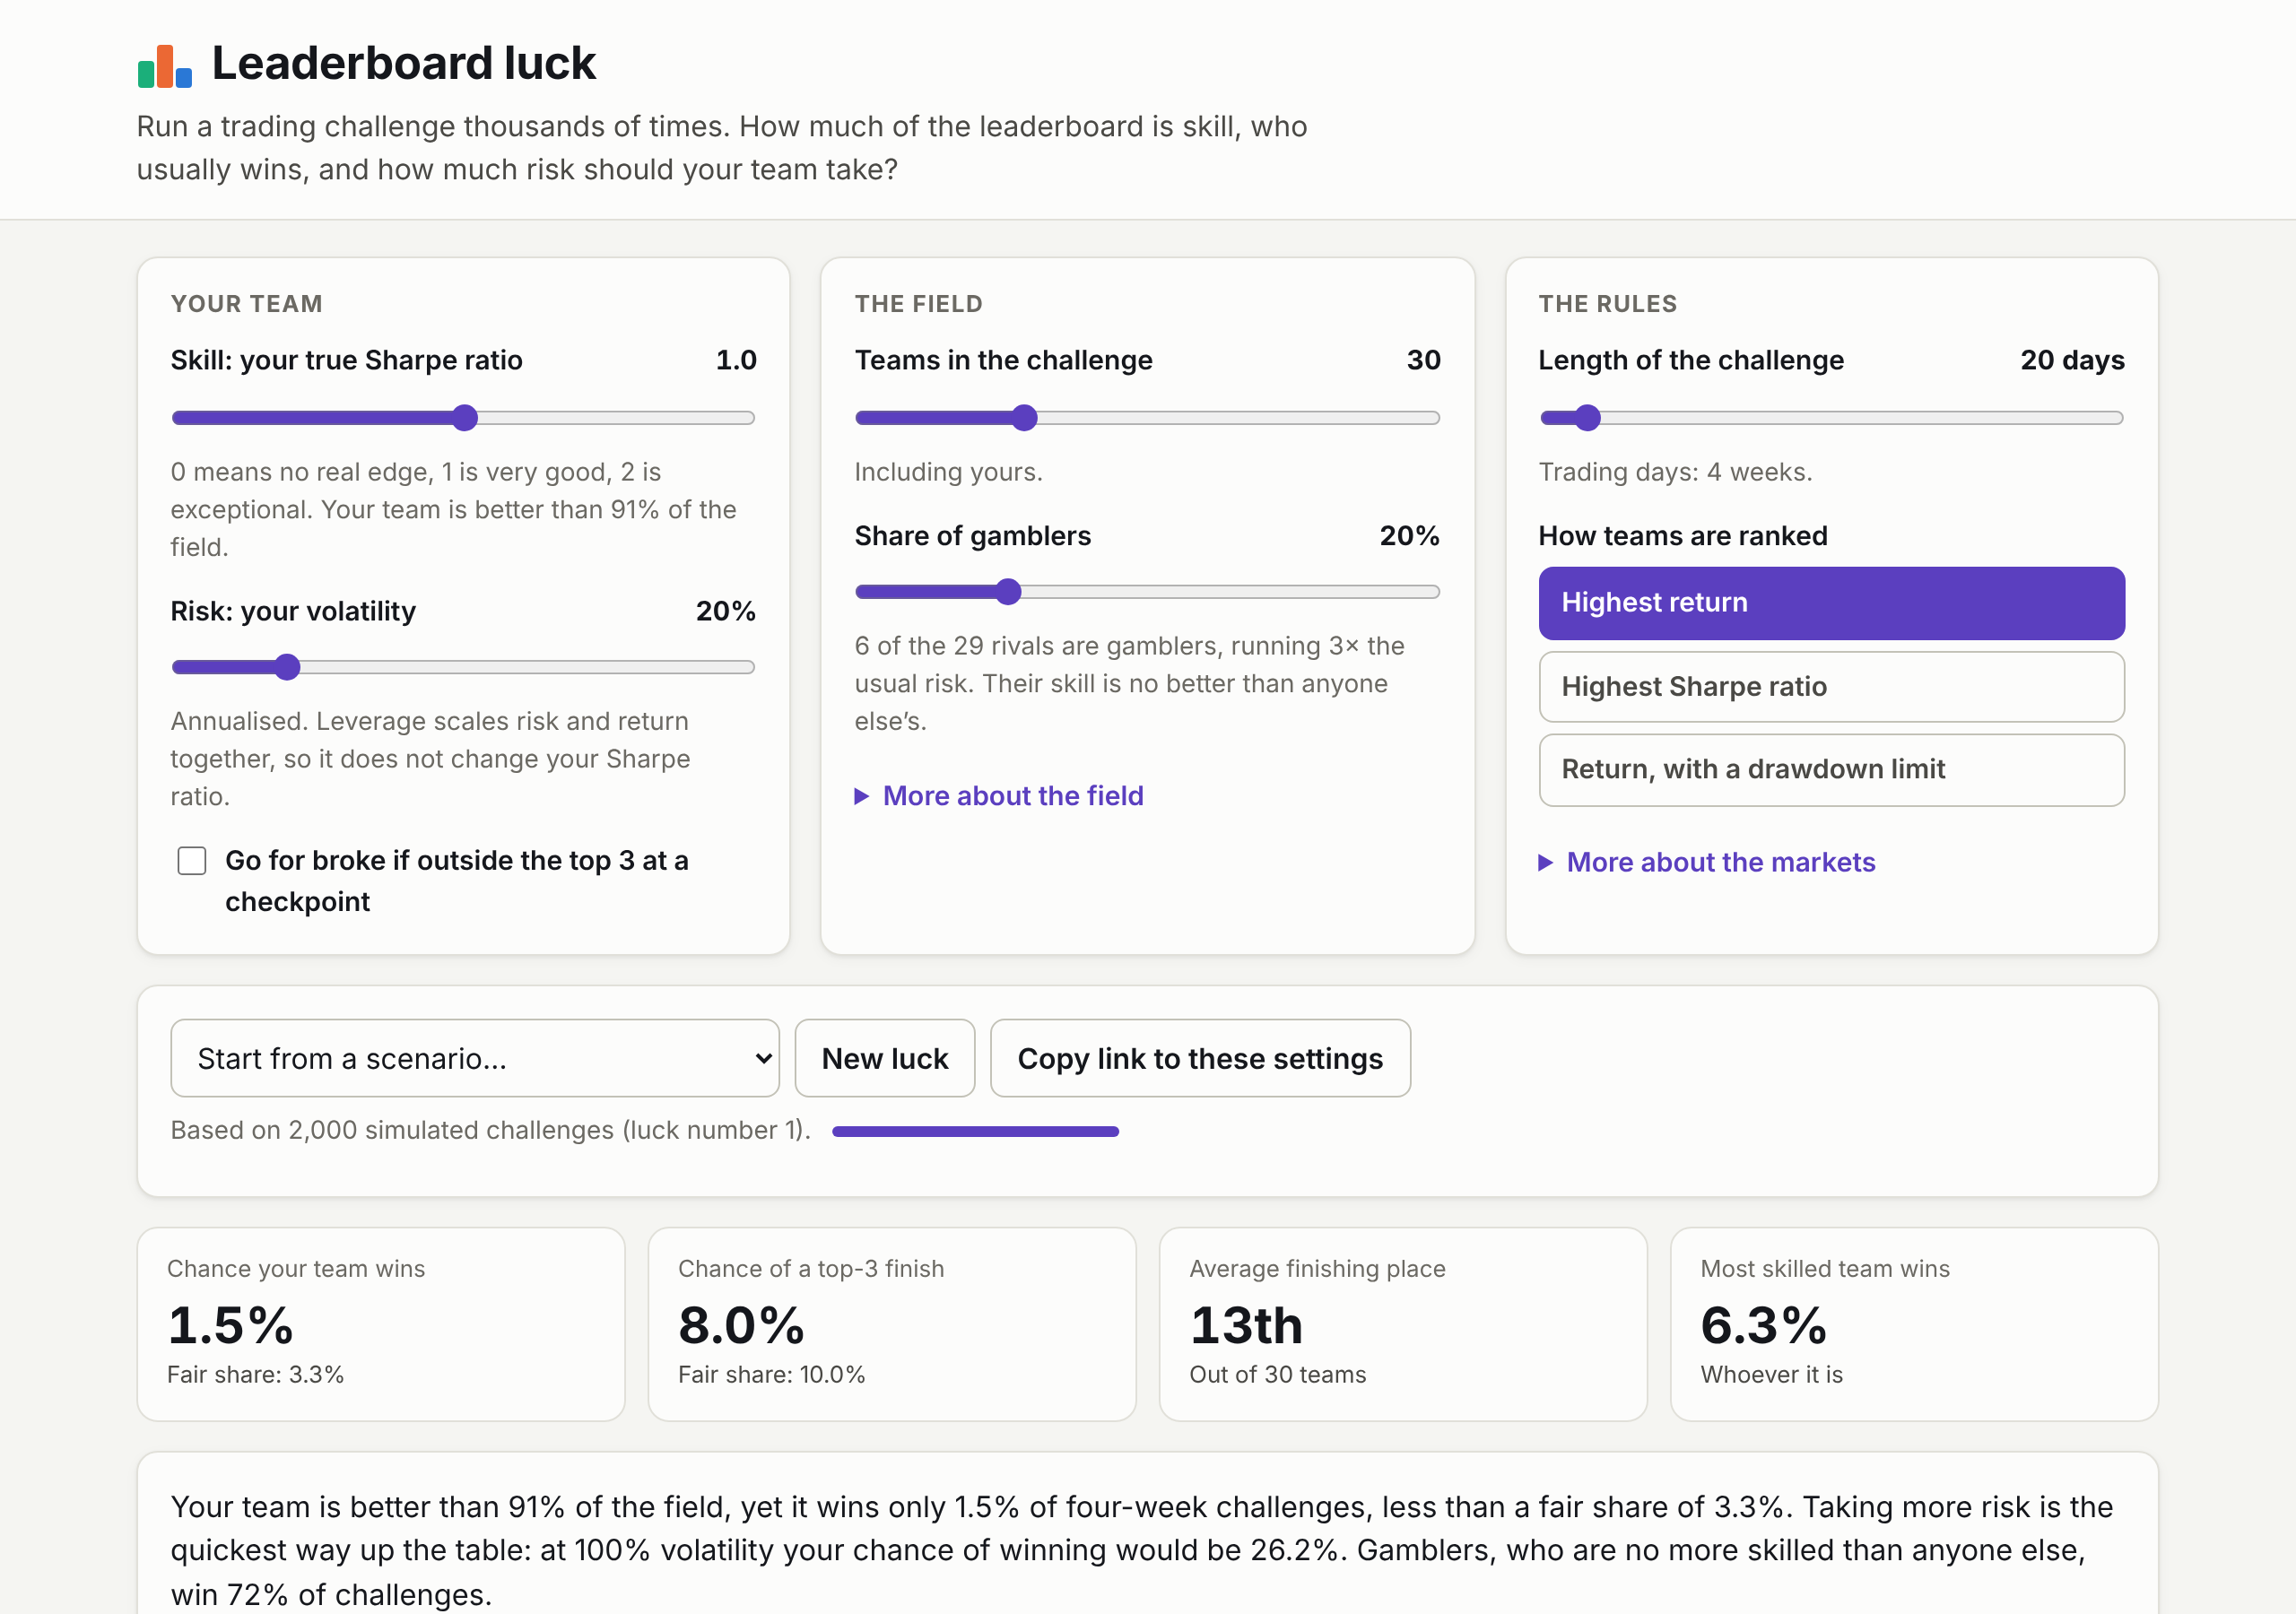 Leaderboard luck
Run a trading challenge thousands of times. How much of the leaderboard is skill, who
usually wins, and how much risk should your team take?
YOUR TEAM
Skill: your true Sharpe ratio 1.0
0 means no real edge, 1 is very good, 2 is
exceptional. Your team is better than 91% of the
field.
Risk: your volatility 20%
Annualised. Leverage scales risk and return
together, so it does not change your Sharpe
ratio.
Go for broke if outside the top 3 at a
checkpoint
THE FIELD
Teams in the challenge 30
Including yours.
Share of gamblers 20%
6 of the 29 rivals are gamblers, running 3× the
usual risk. Their skill is no better than anyone
else’s.
More about the field
THE RULES
Length of the challenge 20 days
Trading days: 4 weeks.
How teams are ranked
Highest return
Highest Sharpe ratio
Return, with a drawdown limit
More about the markets
Start from a scenario...
New luck
Copy link to these settings
Based on 2,000 simulated challenges (luck number 1).
Chance your team wins
1.5%
Fair share: 3.3%
Chance of a top-3 finish
8.0%
Fair share: 10.0%
Average finishing place
13th
Out of 30 teams
Most skilled team wins
6.3%
Whoever it is
Your team is better than 91% of the field, yet it wins only 1.5% of four-week challenges, less than a fair share of 3.3%. Taking more risk is the
quickest way up the table: at 100% volatility your chance of winning would be 26.2%. Gamblers, who are no more skilled than anyone else,
win 72% of challenges.